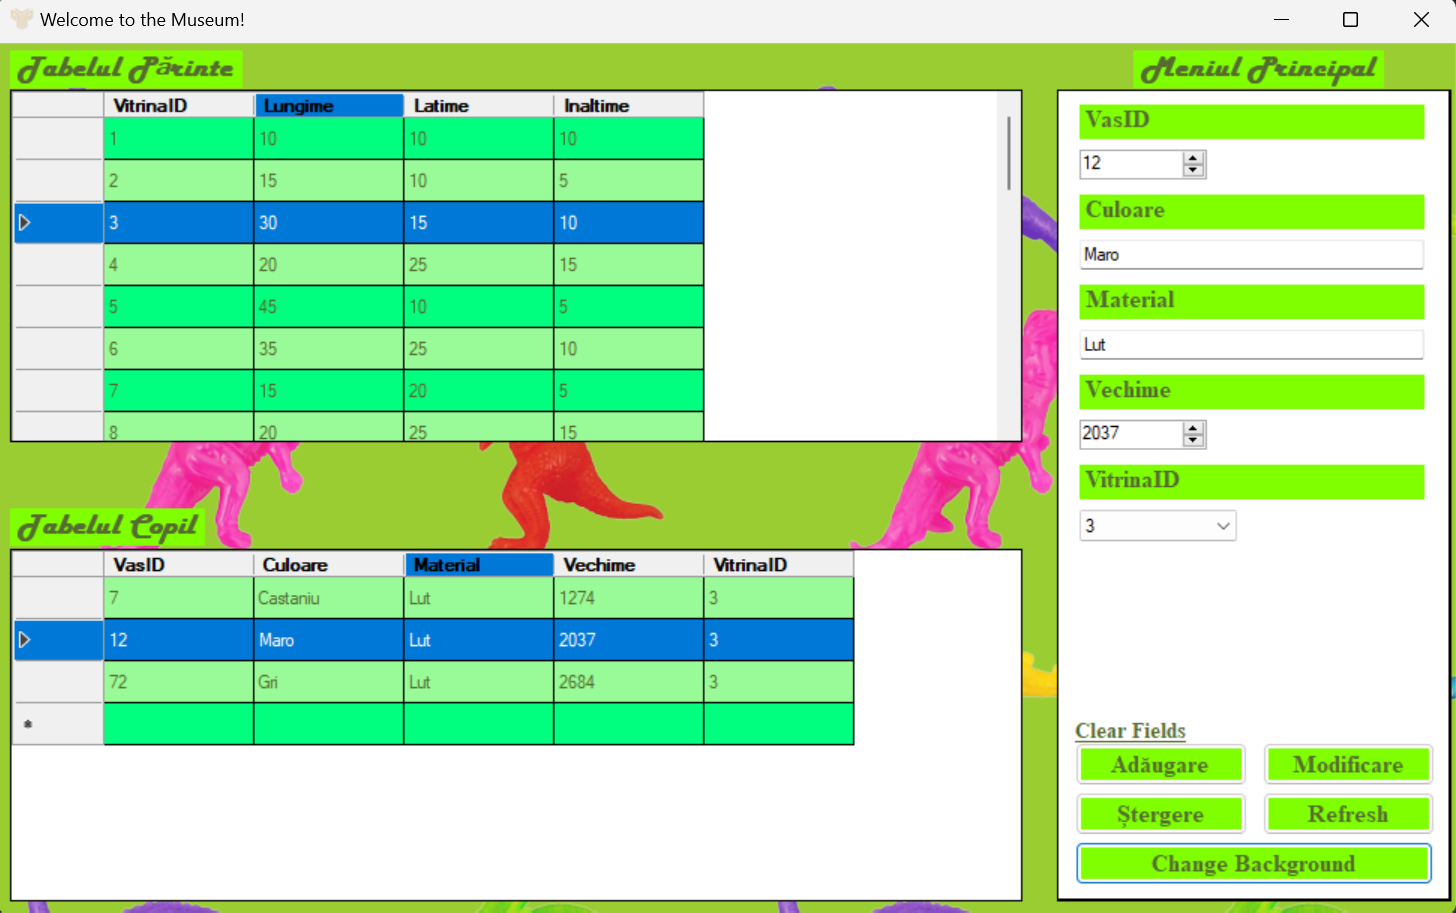 Welcome to the Museum!
Tabelul Părinte
VitrinaID Lungime Latime Inaltime
1 10 10 10
2 15 10 5
3 30 15 10
4 20 25 15
5 45 10 5
6 35 25 10
7 15 20 5
8 20 25 15
Tabelul Copil
VasID Culoare Material Vechime VitrinaID
7 Castaniu Lut 1274 3
12 Maro Lut 2037 3
72 Gri Lut 2684 3
*
Meniul Principal
VasID
12
Culoare
Maro
Material
Lut
Vechime
2037
VitrinaID
3
Clear Fields
Adăugare Modificare
Ștergere Refresh
Change Background